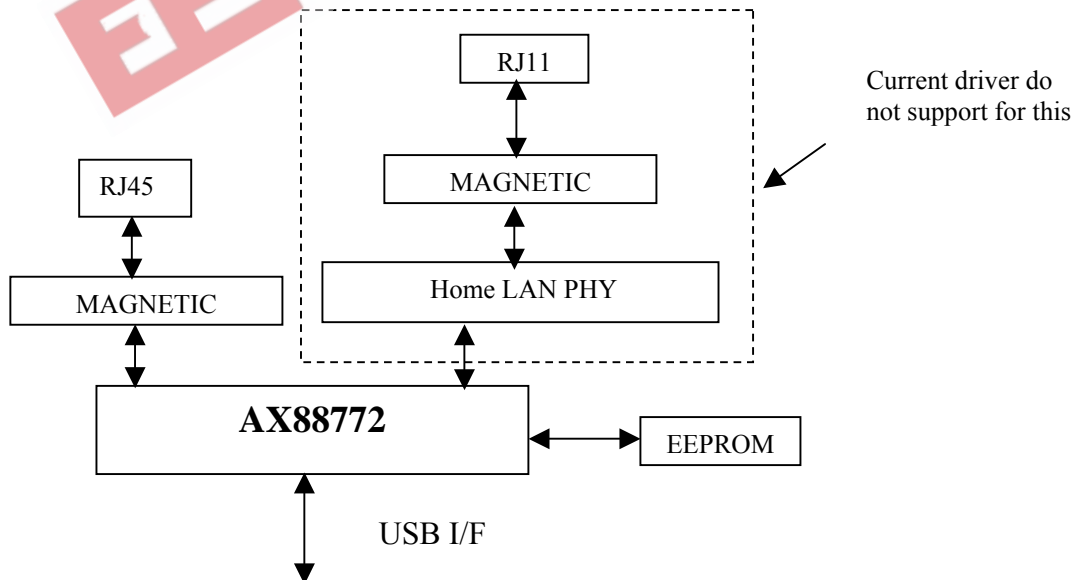 RJ11
Current driver do
not support for this
MAGNETIC
RJ45
Home LAN PHY
MAGNETIC
AX88772
EEPROM
USB I/F